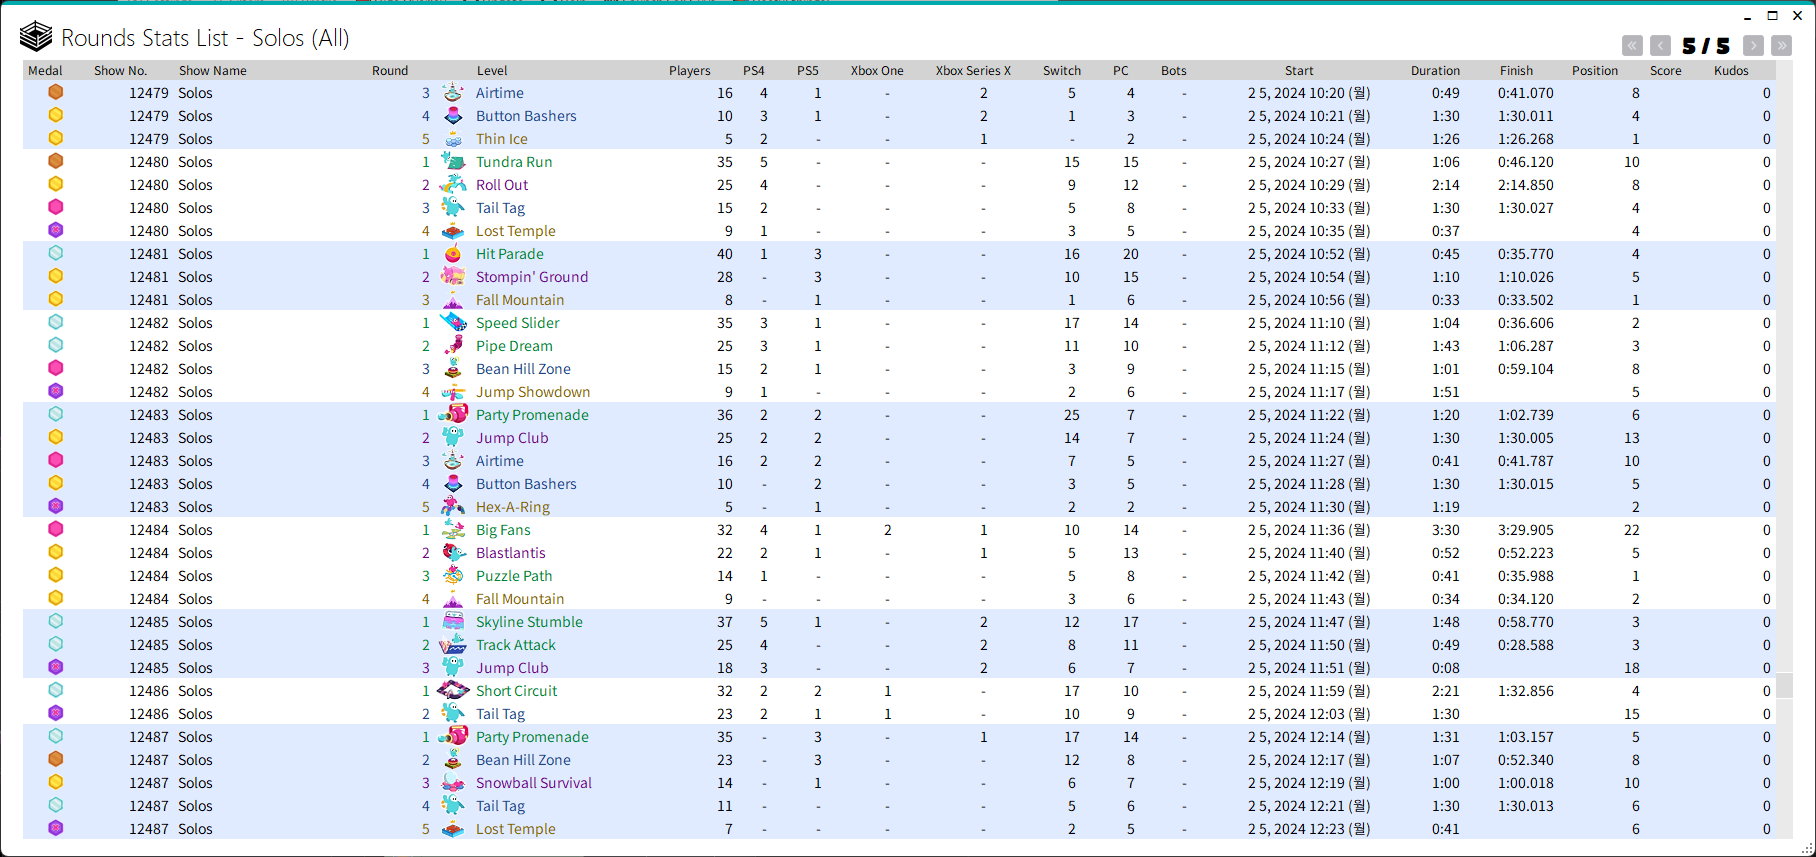 Rounds Stats List - Solos (All)
5 / 5
Medal Show No. Show Name Round Level Players PS4 PS5 Xbox One Xbox Series X Switch PC Bots Start Duration Finish Position Score Kudos
12479 Solos 3 Airtime 16 4 1 - 2 5 4 - 2 5, 2024 10:20 (월) 0:49 0:41.070 8 0
12479 Solos 4 Button Bashers 10 3 1 - 2 1 3 - 2 5, 2024 10:21 (월) 1:30 1:30.011 4 0
12479 Solos 5 Thin Ice 5 2 - - 1 - 2 - 2 5, 2024 10:24 (월) 1:26 1:26.268 1 0
12480 Solos 1 Tundra Run 35 5 - - - 15 15 - 2 5, 2024 10:27 (월) 1:06 0:46.120 10 0
12480 Solos 2 Roll Out 25 4 - - - 9 12 - 2 5, 2024 10:29 (월) 2:14 2:14.850 8 0
12480 Solos 3 Tail Tag 15 2 - - - 5 8 - 2 5, 2024 10:33 (월) 1:30 1:30.027 4 0
12480 Solos 4 Lost Temple 9 1 - - - 3 5 - 2 5, 2024 10:35 (월) 0:37 4 0
12481 Solos 1 Hit Parade 40 1 3 - - 16 20 - 2 5, 2024 10:52 (월) 0:45 0:35.770 4 0
12481 Solos 2 Stompin' Ground 28 - 3 - - 10 15 - 2 5, 2024 10:54 (월) 1:10 1:10.026 5 0
12481 Solos 3 Fall Mountain 8 - 1 - - 1 6 - 2 5, 2024 10:56 (월) 0:33 0:33.502 1 0
12482 Solos 1 Speed Slider 35 3 1 - - 17 14 - 2 5, 2024 11:10 (월) 1:04 0:36.606 2 0
12482 Solos 2 Pipe Dream 25 3 1 - - 11 10 - 2 5, 2024 11:12 (월) 1:43 1:06.287 3 0
12482 Solos 3 Bean Hill Zone 15 2 1 - - 3 9 - 2 5, 2024 11:15 (월) 1:01 0:59.104 8 0
12482 Solos 4 Jump Showdown 9 1 - - - 2 6 - 2 5, 2024 11:17 (월) 1:51 5 0
12483 Solos 1 Party Promenade 36 2 2 - - 25 7 - 2 5, 2024 11:22 (월) 1:20 1:02.739 6 0
12483 Solos 2 Jump Club 25 2 2 - - 14 7 - 2 5, 2024 11:24 (월) 1:30 1:30.005 13 0
12483 Solos 3 Airtime 16 2 2 - - 7 5 - 2 5, 2024 11:27 (월) 0:41 0:41.787 10 0
12483 Solos 4 Button Bashers 10 - 2 - - 3 5 - 2 5, 2024 11:28 (월) 1:30 1:30.015 5 0
12483 Solos 5 Hex-A-Ring 5 - 1 - - 2 2 - 2 5, 2024 11:30 (월) 1:19 2 0
12484 Solos 1 Big Fans 32 4 1 2 1 10 14 - 2 5, 2024 11:36 (월) 3:30 3:29.905 22 0
12484 Solos 2 Blastlantis 22 2 1 - 1 5 13 - 2 5, 2024 11:40 (월) 0:52 0:52.223 5 0
12484 Solos 3 Puzzle Path 14 1 - - - 5 8 - 2 5, 2024 11:42 (월) 0:41 0:35.988 1 0
12484 Solos 4 Fall Mountain 9 - - - - 3 6 - 2 5, 2024 11:43 (월) 0:34 0:34.120 2 0
12485 Solos 1 Skyline Stumble 37 5 1 - 2 12 17 - 2 5, 2024 11:47 (월) 1:48 0:58.770 3 0
12485 Solos 2 Track Attack 25 4 - - 2 8 11 - 2 5, 2024 11:50 (월) 0:49 0:28.588 3 0
12485 Solos 3 Jump Club 18 3 - - 2 6 7 - 2 5, 2024 11:51 (월) 0:08 18 0
12486 Solos 1 Short Circuit 32 2 2 1 - 17 10 - 2 5, 2024 11:59 (월) 2:21 1:32.856 4 0
12486 Solos 2 Tail Tag 23 2 1 1 - 10 9 - 2 5, 2024 12:03 (월) 1:30 15 0
12487 Solos 1 Party Promenade 35 - 3 - 1 17 14 - 2 5, 2024 12:14 (월) 1:31 1:03.157 5 0
12487 Solos 2 Bean Hill Zone 23 - 3 - - 12 8 - 2 5, 2024 12:17 (월) 1:07 0:52.340 8 0
12487 Solos 3 Snowball Survival 14 - 1 - - 6 7 - 2 5, 2024 12:19 (월) 1:00 1:00.018 10 0
12487 Solos 4 Tail Tag 11 - - - - 5 6 - 2 5, 2024 12:21 (월) 1:30 1:30.013 6 0
12487 Solos 5 Lost Temple 7 - - - - 2 5 - 2 5, 2024 12:23 (월) 0:41 6 0